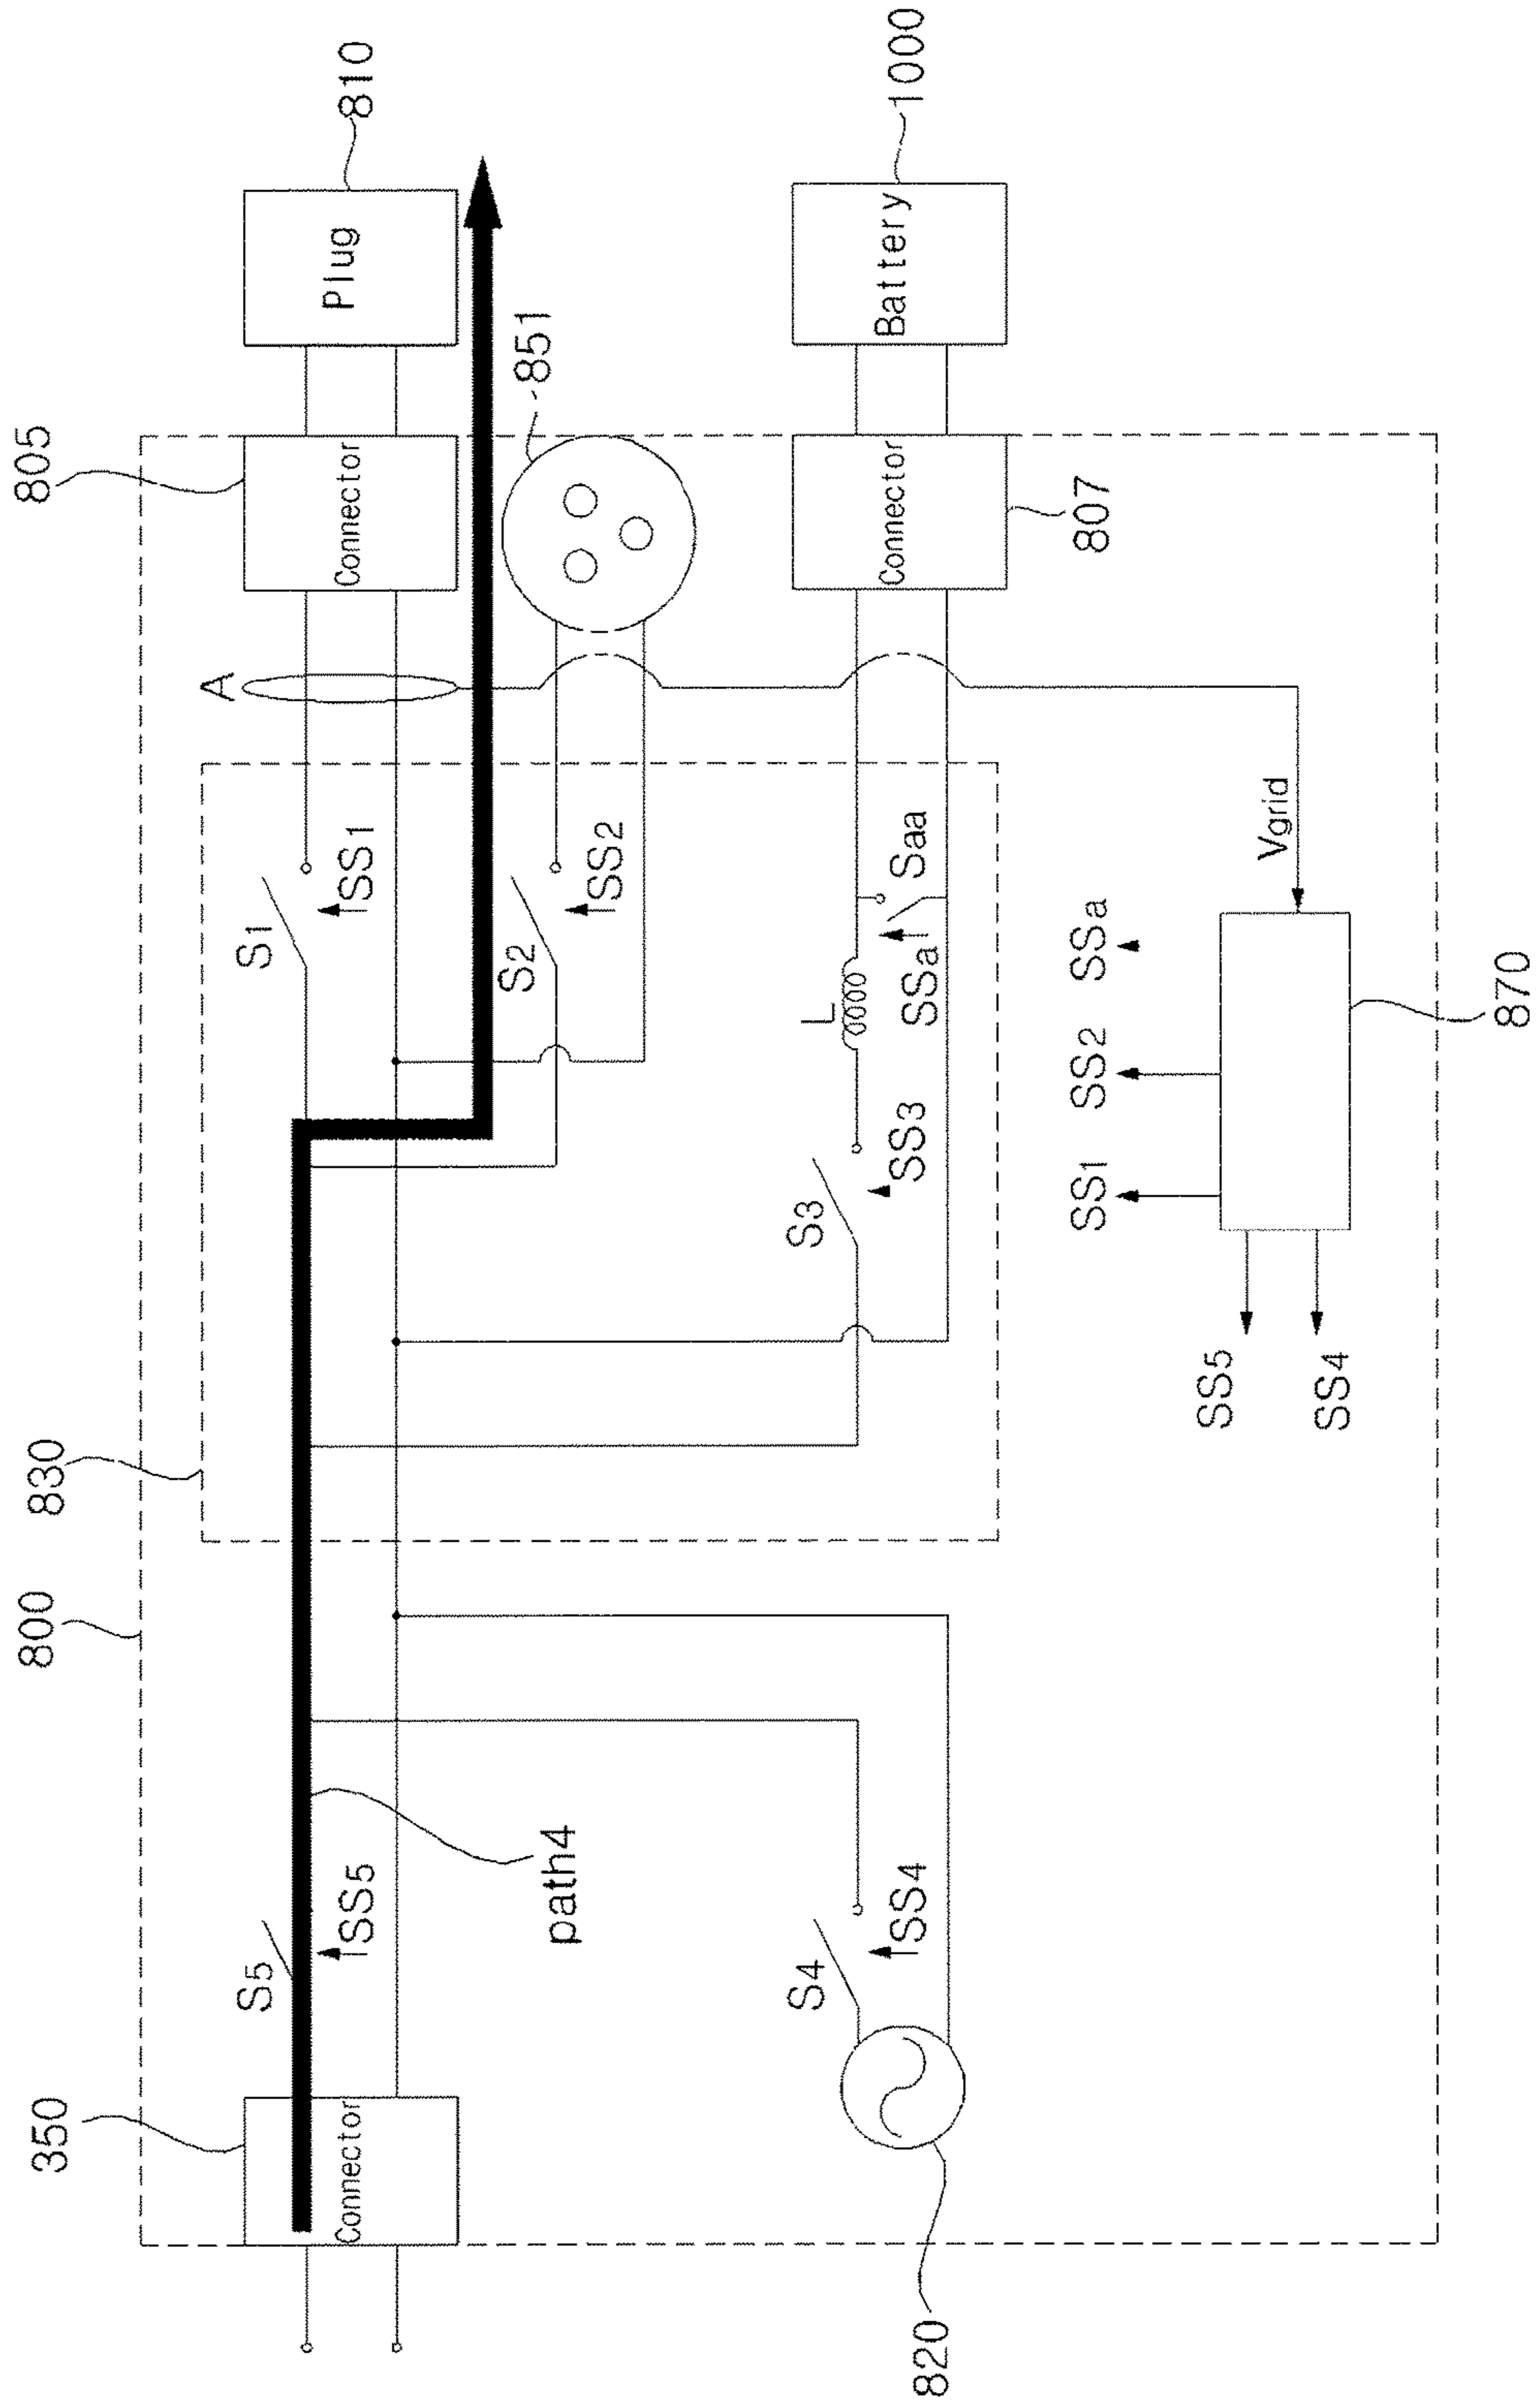 805
810
Plug
Connector
851
A
1000
Battery
Connector
807
830
S1
SS1
S2
SS2
L
Saa
SSa
S3
SS3
Vgrid
SSa
SS2
SS1
SS5
SS4
870
800
path4
S5
SS5
S4
SS4
350
Connector
820